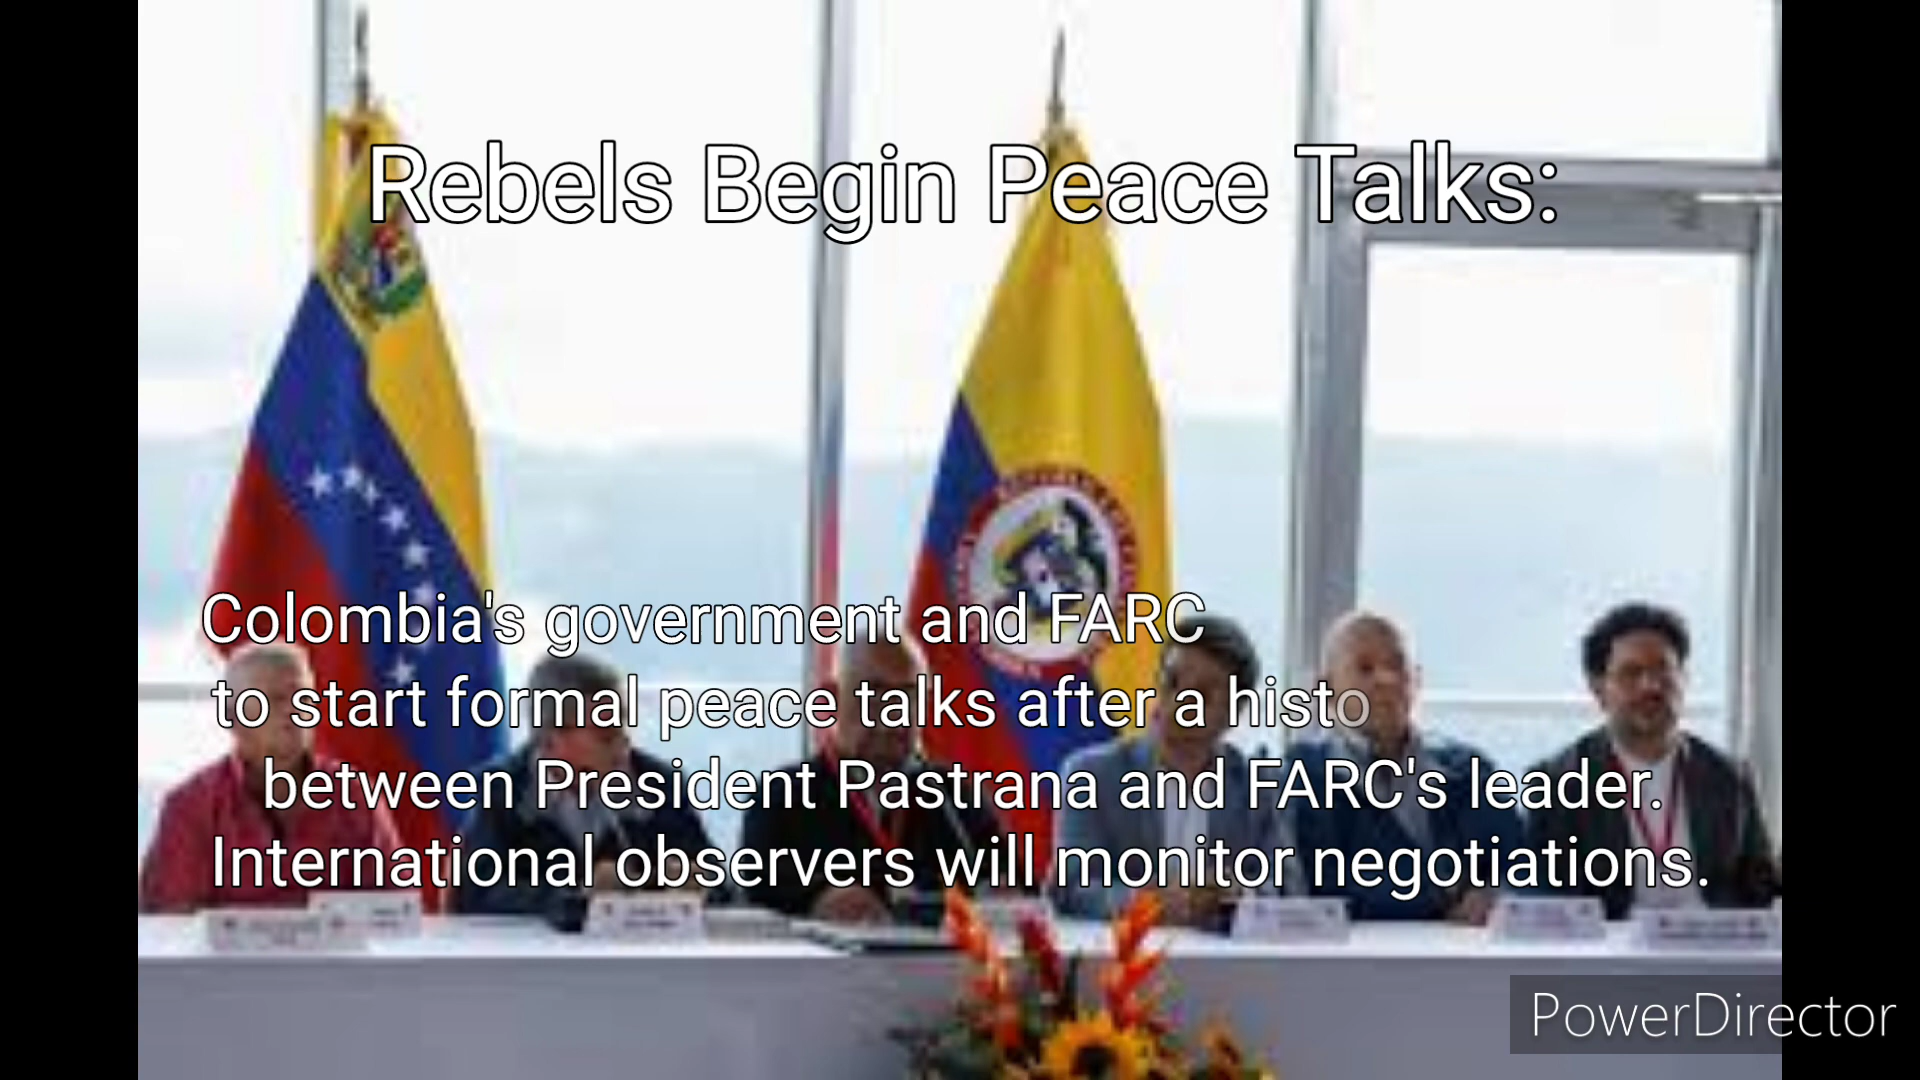 Rebels Begin Peace Talks:
Colombia's government and FARC
to start formal peace talks after a histo
between President Pastrana and FARC's leader.
International observers will monitor negotiations.
PowerDirector